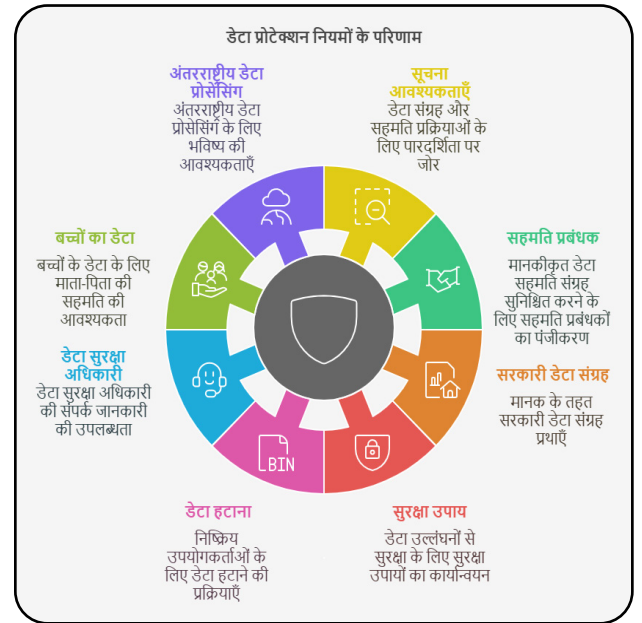 डेटा प्रोटेक्शन नियमों के परिणाम
अंतरराष्ट्रीय डेटा
प्रोसेसिंग
अंतरराष्ट्रीय डेटा
प्रोसेसिंग के लिए
भविष्य की
आवश्यकताएँ
सूचना
आवश्यकताएँ
डेटा संग्रह और
सहमति प्रक्रियाओं के
लिए पारदर्शिता पर
जोर
बच्चों का डेटा
बच्चों के डेटा के लिए
माता-पिता की
सहमति की
आवश्यकता
सहमति प्रबंधक
मानकीकृत डेटा
सहमति संग्रह
सुनिश्चित करने के
लिए सहमति प्रबंधकों
का पंजीकरण
डेटा सुरक्षा
अधिकारी
डेटा सुरक्षा अधिकारी
की संपर्क जानकारी
की उपलब्धता
सरकारी डेटा संग्रह
मानक के तहत
सरकारी डेटा संग्रह
प्रथाएँ
BIN
डेटा हटाना
निष्क्रिय
उपयोगकर्ताओं के
लिए डेटा हटाने की
प्रक्रियाएँ
सुरक्षा उपाय
डेटा उल्लंघनों से
सुरक्षा के लिए सुरक्षा
उपायों का कार्यान्वयन